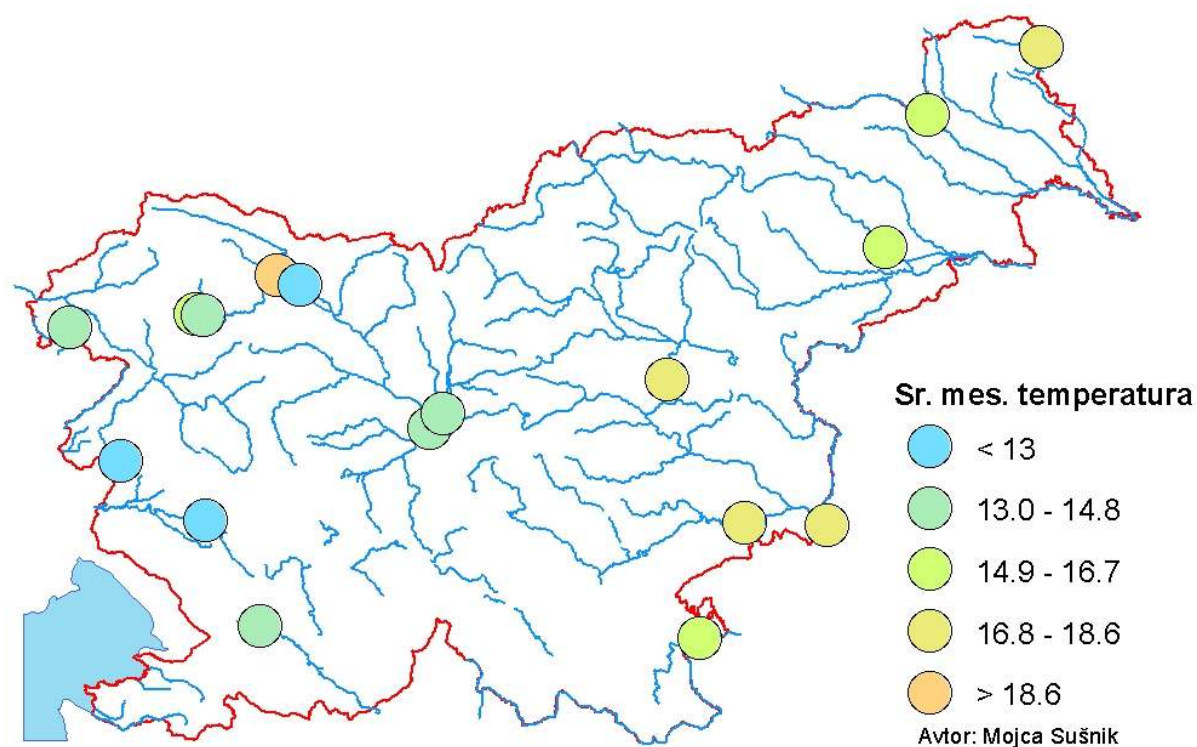 Sr. mes. temperatura
< 13
13.0 - 14.8
14.9 - 16.7
16.8 - 18.6
> 18.6
Avtor: Mojca Sušnik